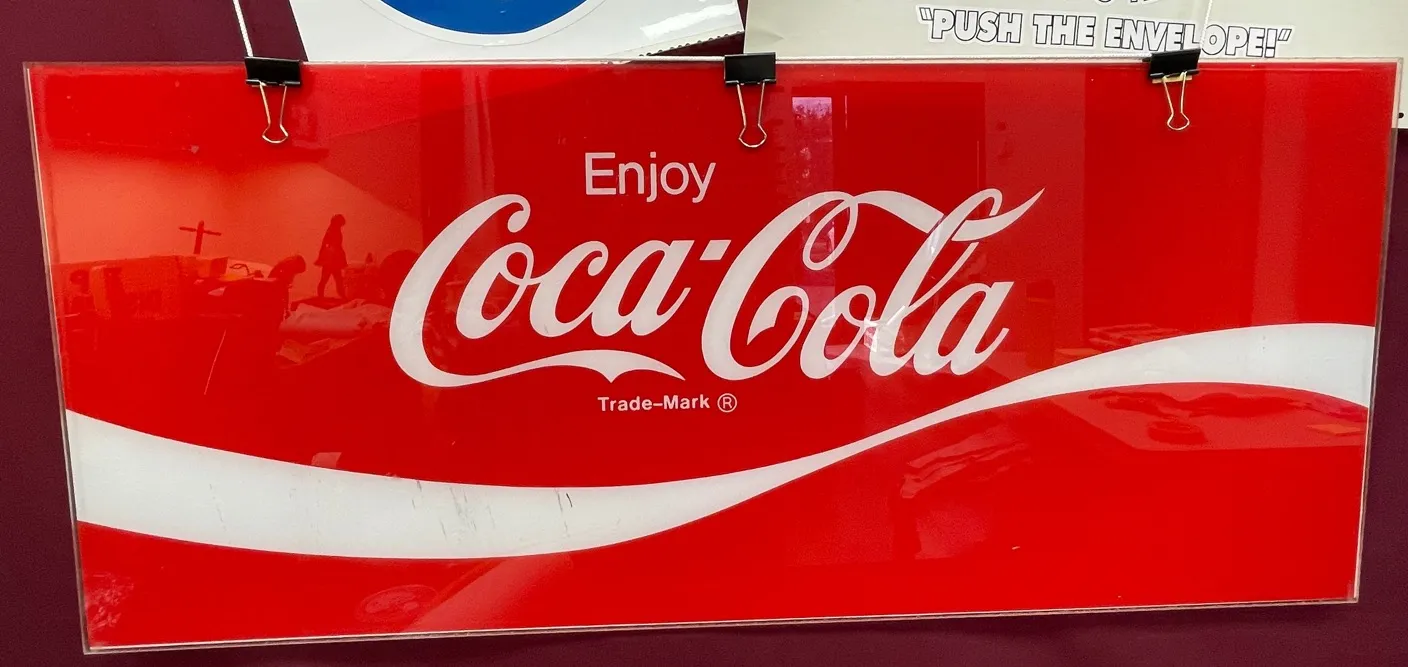 "PUSH THE ENVELOPE!"
Enjoy
Coca-Cola
Trade-Mark ®